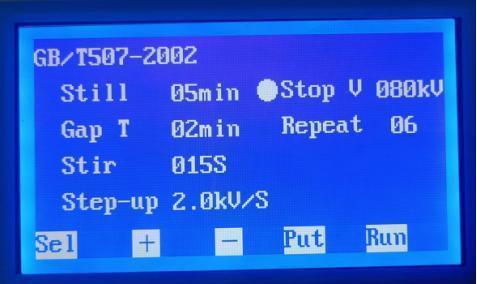 GB/T507-2002
Still 05min Stop V 080kV
Gap T 02min Repeat 06
Stir 015S
Step-up 2.0kV/S
Sel + - Put Run